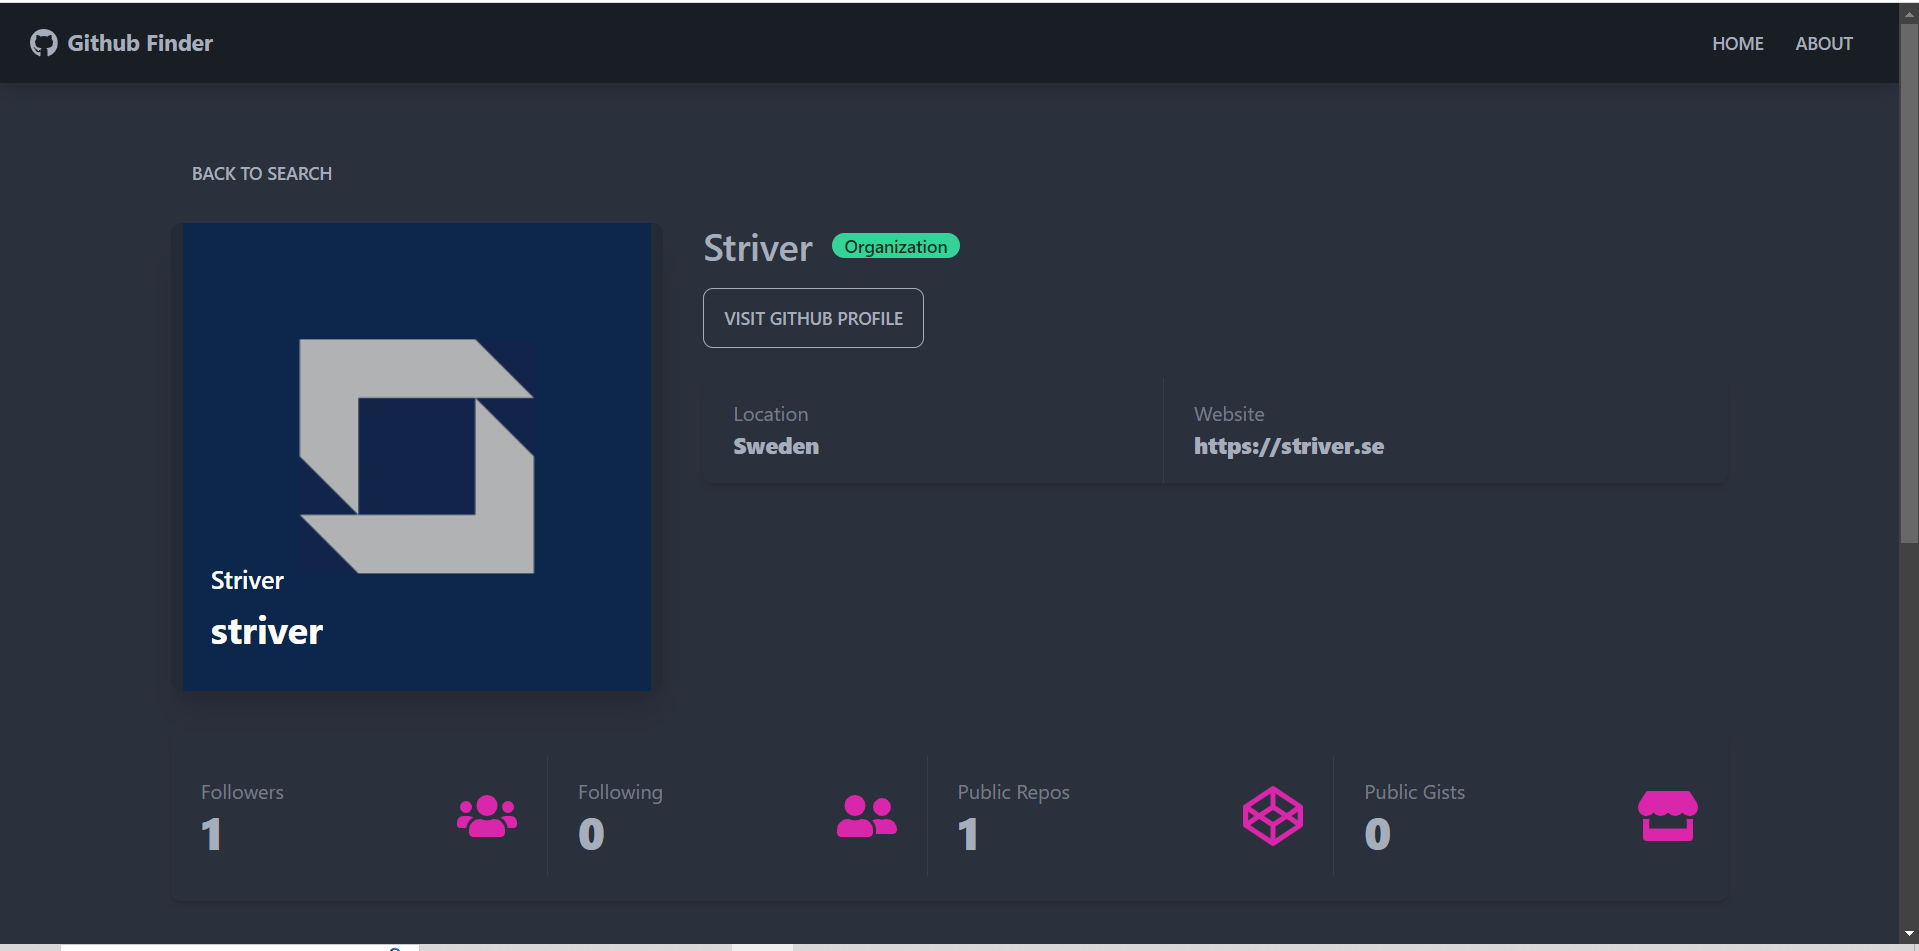 Github Finder
HOME ABOUT
BACK TO SEARCH
Striver
striver
Striver Organization
VISIT GITHUB PROFILE
Location
Sweden
Website
https://striver.se
Followers
1
Following
0
Public Repos
1
Public Gists
0